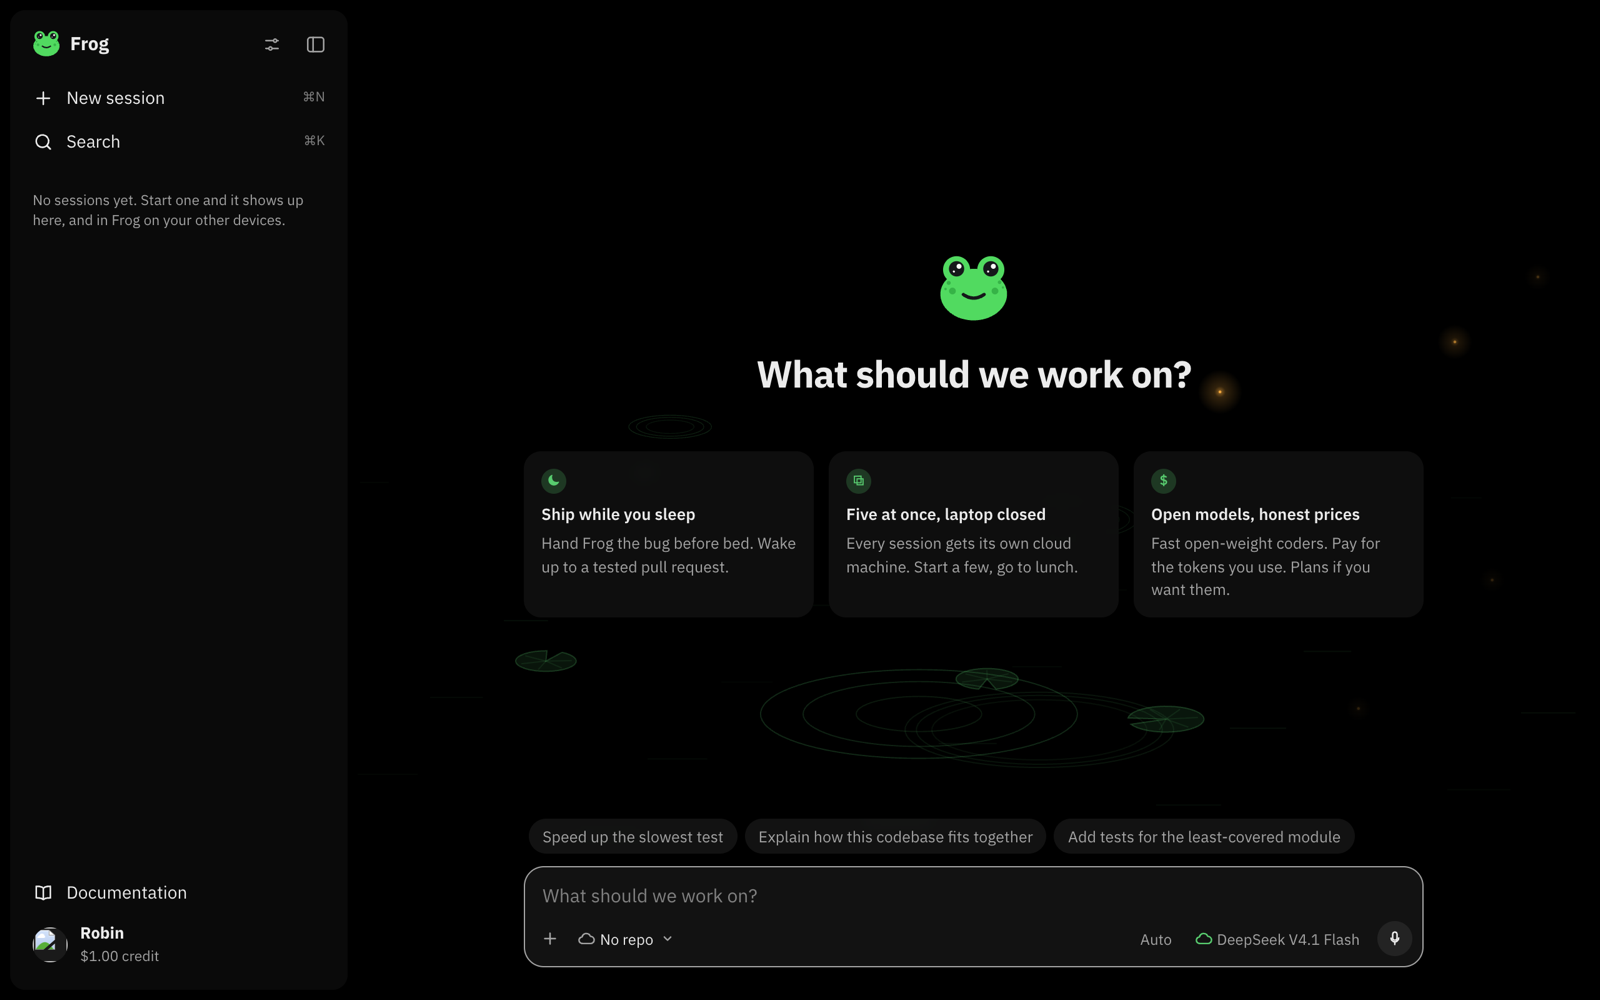 Frog
New session
⌘N
Search
⌘K
No sessions yet. Start one and it shows up
here, and in Frog on your other devices.
What should we work on?
Ship while you sleep
Hand Frog the bug before bed. Wake
up to a tested pull request.
Five at once, laptop closed
Every session gets its own cloud
machine. Start a few, go to lunch.
$
Open models, honest prices
Fast open-weight coders. Pay for
the tokens you use. Plans if you
want them.
Speed up the slowest test
Explain how this codebase fits together
Add tests for the least-covered module
What should we work on?
No repo
Auto
DeepSeek V4.1 Flash
Documentation
Robin
$1.00 credit